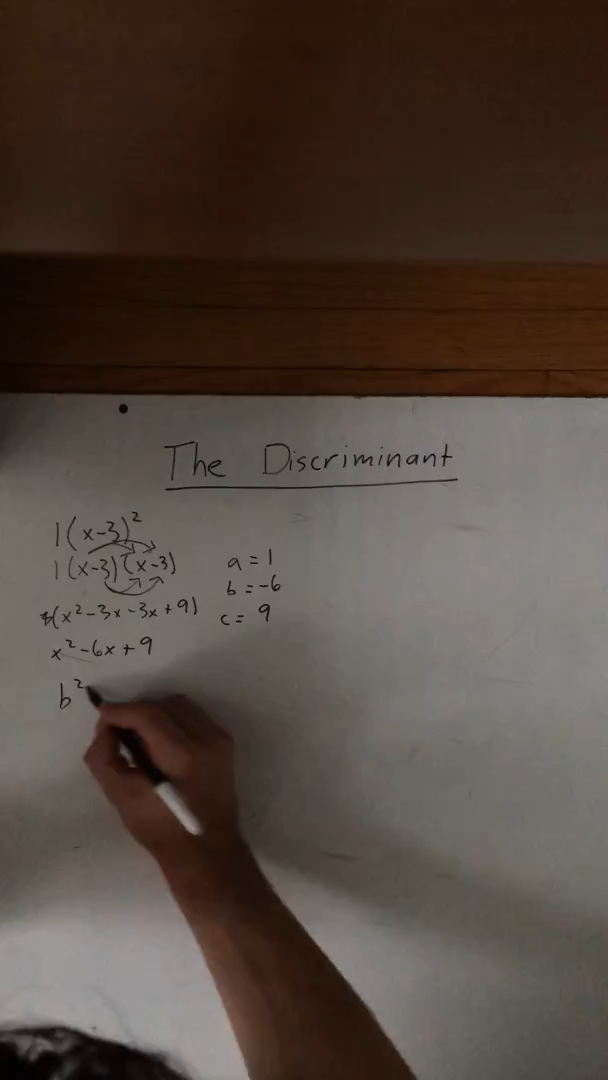 The Discriminant
1(x-3)²
1(x-3)(x-3)
(x²-3x-3x+9)
x²-6x+9
b²
a=1
b=-6
c=9